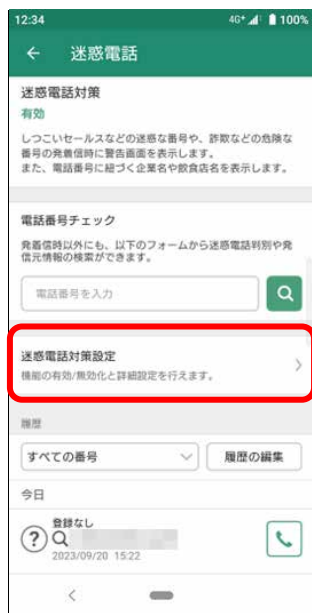 12:34 4G+ 100%
迷惑電話
迷惑電話対策
有効
しつこいセールスなどの迷惑な番号や、詐欺などの危険な
番号の発着信時に警告画面を表示します。
また、電話番号に紐づく企業名や飲食店名を表示します。
電話番号チェック
発着信時以外にも、以下のフォームから迷惑電話判別や発
信元情報の検索ができます。
電話番号を入力
迷惑電話対策設定
機能の有効/無効化と詳細設定を行えます。
履歴
すべての番号 履歴の編集
今日
登録なし
2023/09/20 15:22